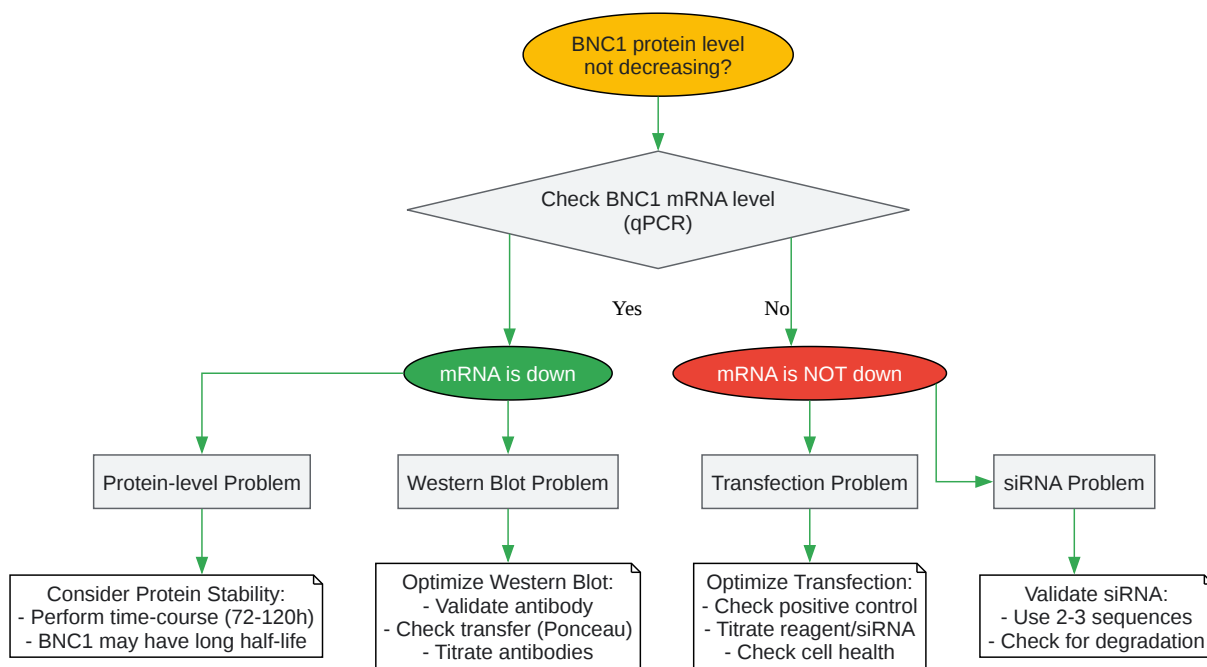 BNC1 protein level
not decreasing?
Check BNC1 mRNA level
(qPCR)
Yes
No
mRNA is down
mRNA is NOT down
Protein-level Problem
Western Blot Problem
Transfection Problem
siRNA Problem
Consider Protein Stability:
- Perform time-course (72-120h)
- BNC1 may have long half-life
Optimize Western Blot:
- Validate antibody
- Check transfer (Ponceau)
- Titrate antibodies
Optimize Transfection:
- Check positive control
- Titrate reagent/siRNA
- Check cell health
Validate siRNA:
- Use 2-3 sequences
- Check for degradation